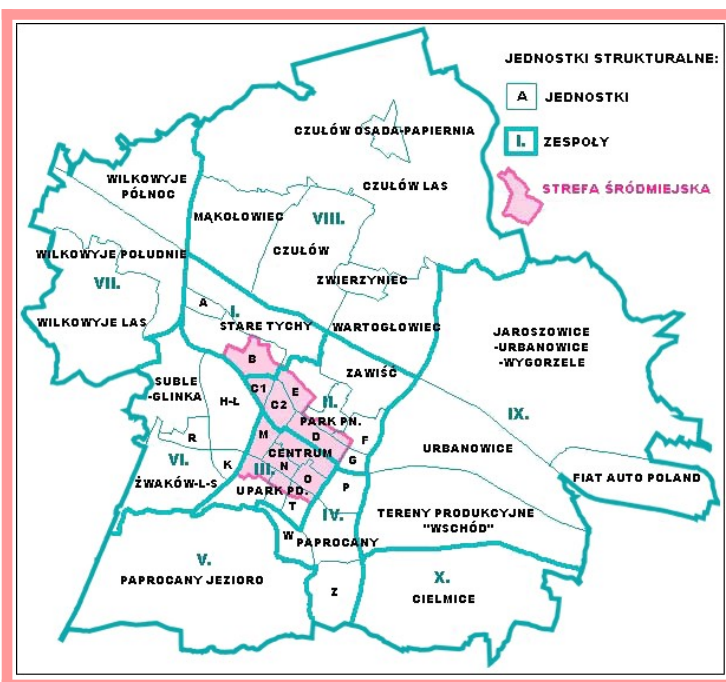 JEDNOSTKI STRUKTURALNE:
A JEDNOSTKI
I. ZESPOŁY
STREFA ŚRÓDMIEJSKA
CZUŁÓW OSADA-PAPIERNIA
WILKOWYJE
PÓŁNOC
CZUŁÓW LAS
MĄKOŁOWIEC
VIII.
CZUŁÓW
WILKOWYJE POŁUDNIE
VII.
ZWIERZYNIEC
A
I.
WILKOWYJE LAS
STARE TYCHY
WARTOGŁOWIEC
JAROSZOWICE
-URBANOWICE
-WYGORZELE
B
ZAWIŚĆ
SUBLE
-GLINKA
H-Ł
C1
E
C2
II.
IX.
PARK PN.
R
M
D
F
URBANOWICE
CENTRUM
VI.
K
III.
N
G
O
P
FIAT AUTO POLAND
ŻWAKÓW-L-S
U
PARK PD.
T
IV.
TERENY PRODUKCYJNE
"WSCHÓD"
W
PAPROCANY
V.
PAPROCANY JEZIORO
Z
X.
CIELMICE